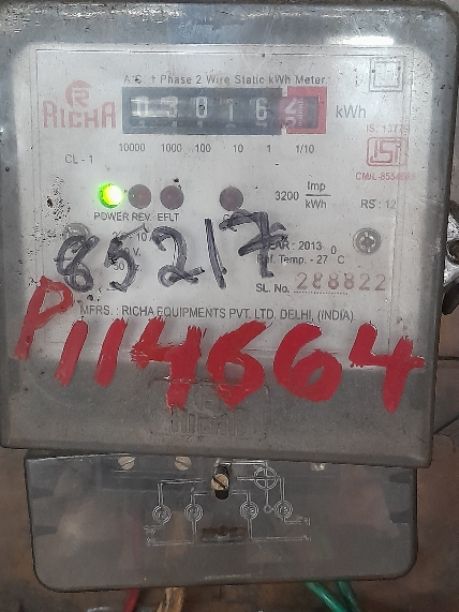 A.C. 1 Phase 2 Wire Static kWh Meter
RICHA
03016
kWh
10000 1000 100 10 1 1/10
CL - 1
3200 Imp/kWh
RS : 12
POWER REV. EFLT
85217
YEAR : 2013
Ref. Temp. - 27 °C
SL. No. 288822
MFRS. : RICHA EQUIPMENTS PVT. LTD. DELHI, (INDIA)
P114664